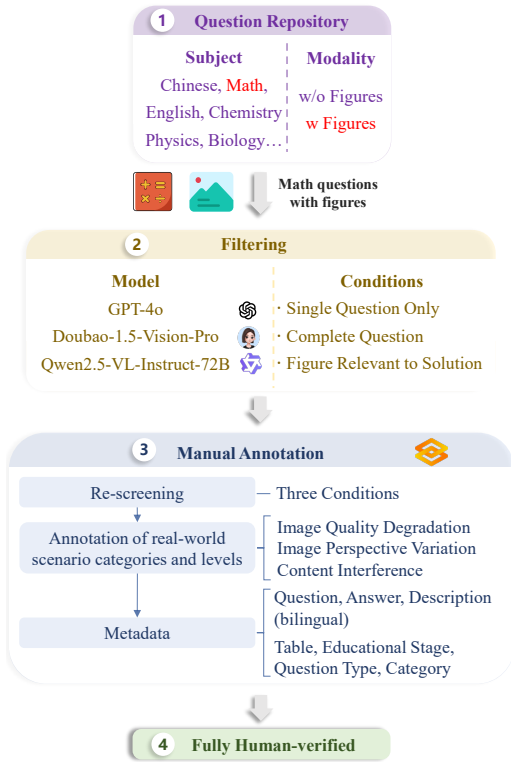 1 Question Repository
Subject
Chinese, Math,
English, Chemistry
Physics, Biology…
Modality
w/o Figures
w Figures
Math questions
with figures
2 Filtering
Model
GPT-4o
Doubao-1.5-Vision-Pro
Qwen2.5-VL-Instruct-72B
Conditions
· Single Question Only
· Complete Question
· Figure Relevant to Solution
3 Manual Annotation
Re-screening
Three Conditions
Annotation of real-world
scenario categories and levels
Image Quality Degradation
Image Perspective Variation
Content Interference
Metadata
Question, Answer, Description
(bilingual)
Table, Educational Stage,
Question Type, Category
4 Fully Human-verified